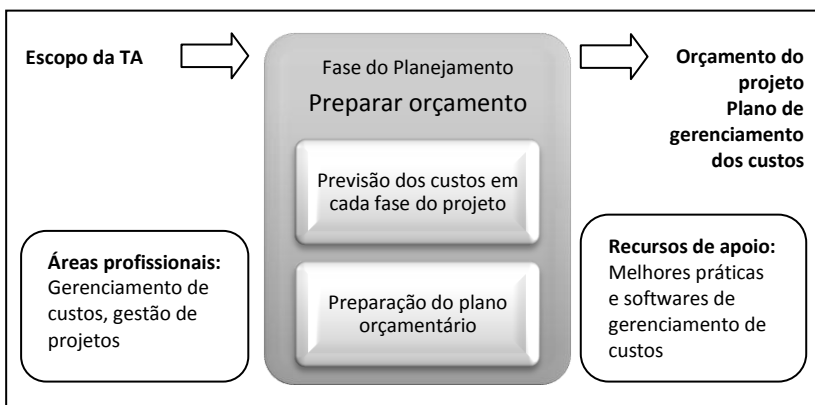 Escopo da TA
Fase do Planejamento
Preparar orçamento
Previsão dos custos em
cada fase do projeto
Preparação do plano
orçamentário
Orçamento do
projeto
Plano de
gerenciamento
dos custos
Áreas profissionais:
Gerenciamento de
custos, gestão de
projetos
Recursos de apoio:
Melhores práticas
e softwares de
gerenciamento de
custos